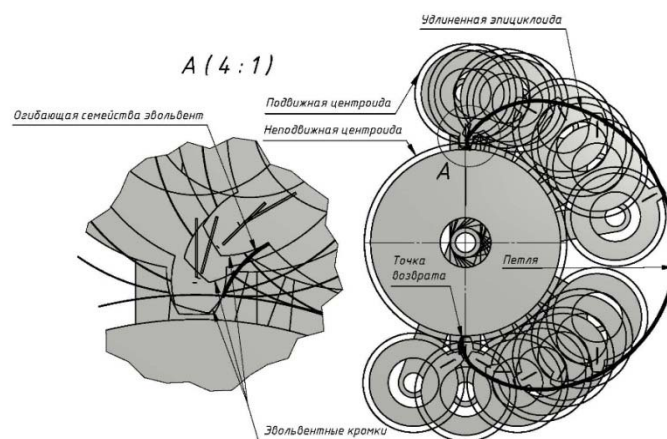 А (4 : 1)
Огибающая семейства эвольвент
Эвольвентные кромки
Удлиненная эпициклоида
Подвижная центроида
Неподвижная центроида
А
Точка
возврата
Петля